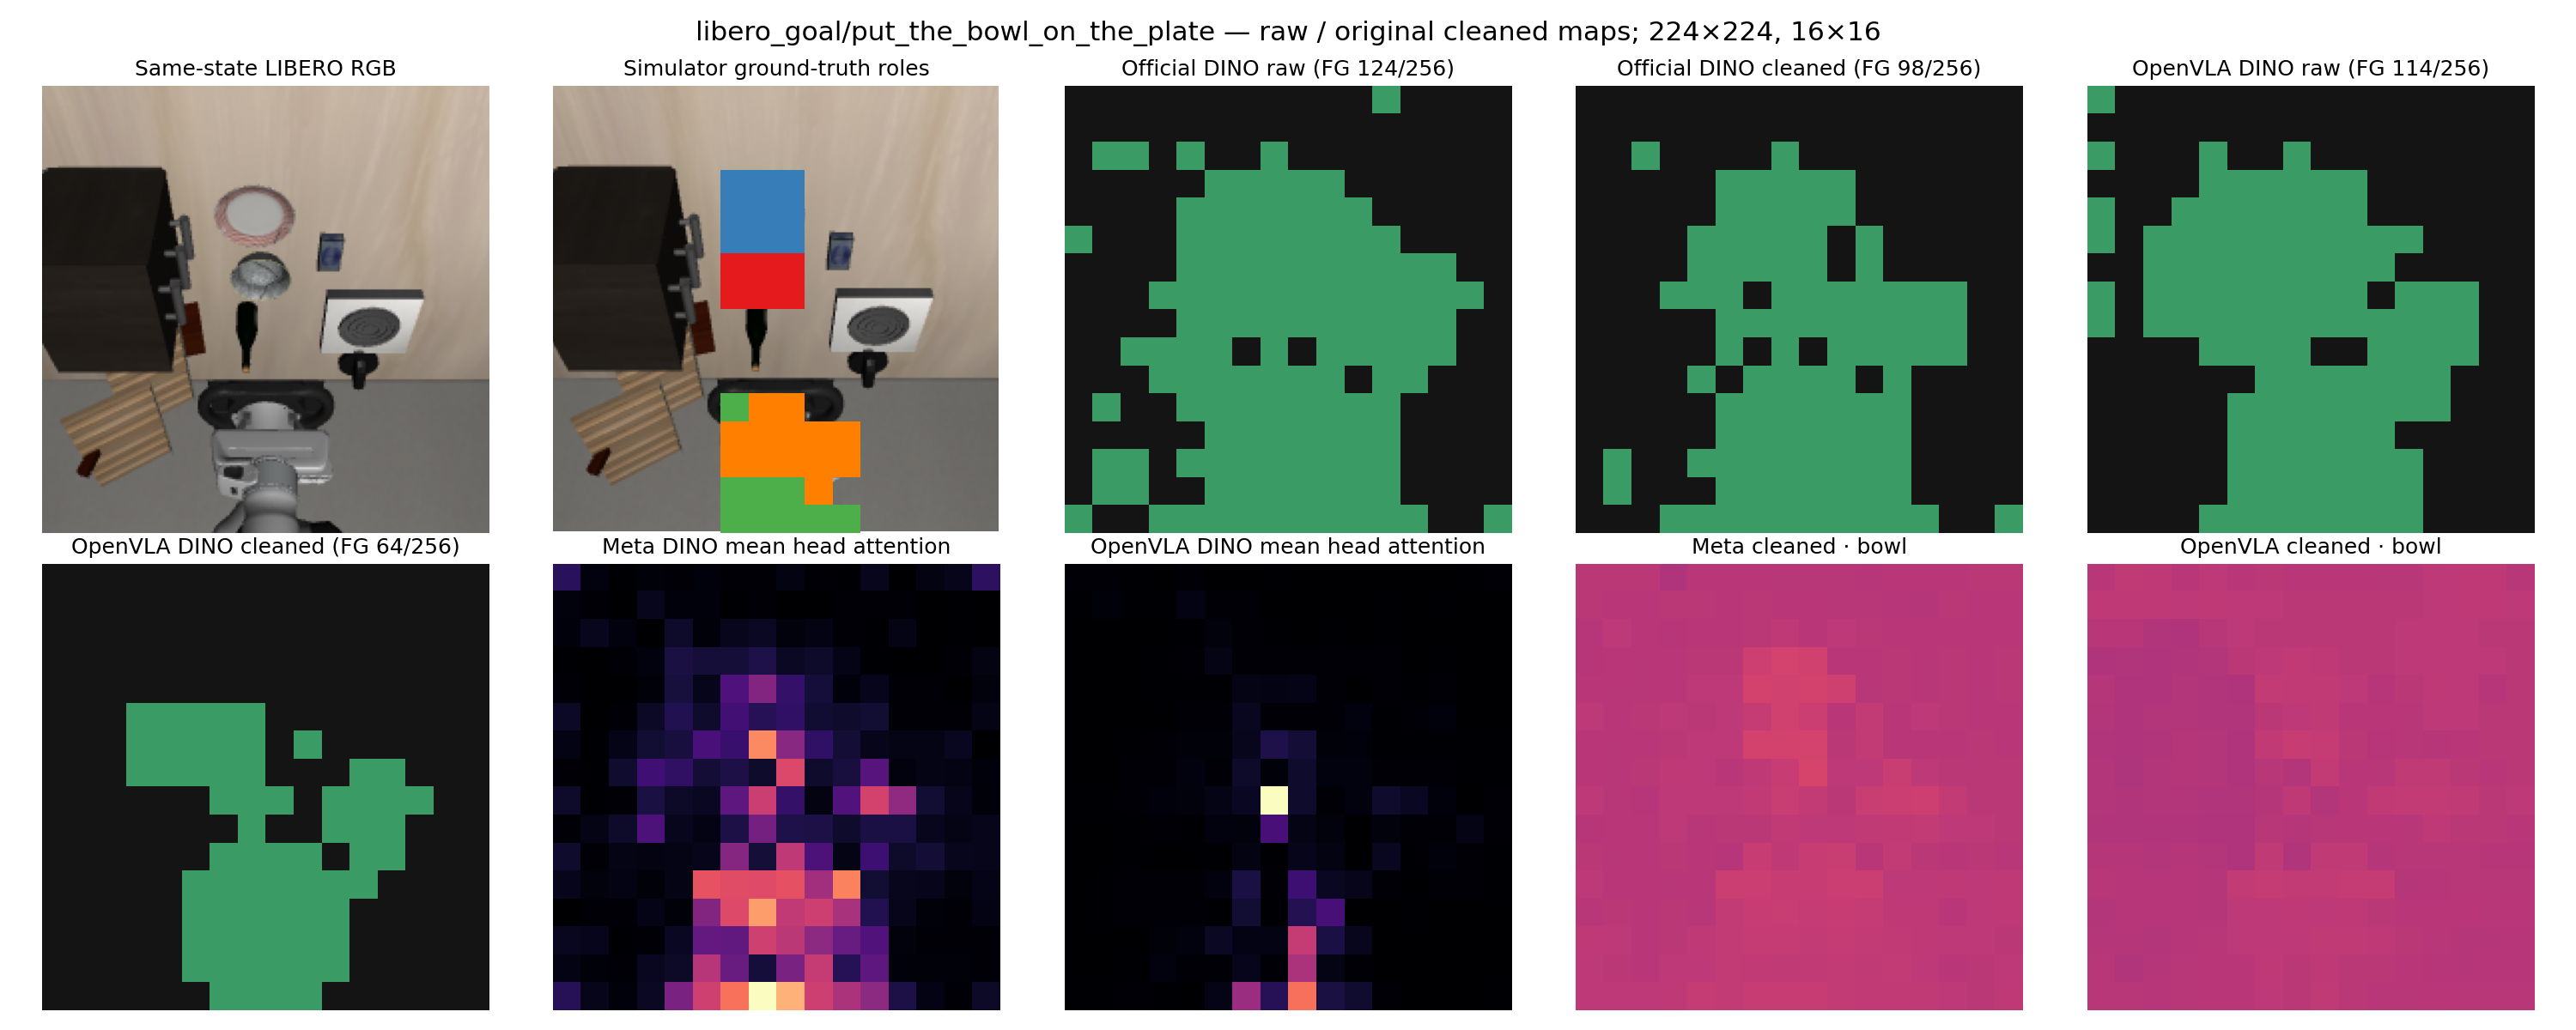 libero_goal/put_the_bowl_on_the_plate — raw / original cleaned maps; 224×224, 16×16
Same-state LIBERO RGB
Simulator ground-truth roles
Official DINO raw (FG 124/256)
Official DINO cleaned (FG 98/256)
OpenVLA DINO raw (FG 114/256)
OpenVLA DINO cleaned (FG 64/256)
Meta DINO mean head attention
OpenVLA DINO mean head attention
Meta cleaned · bowl
OpenVLA cleaned · bowl